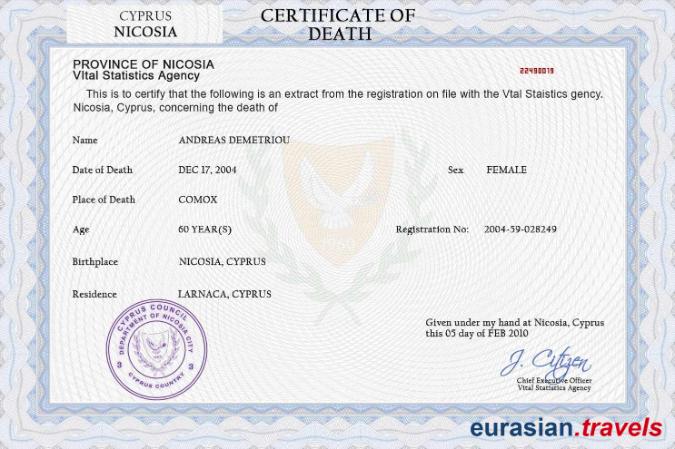 CYPRUS
NICOSIA
CERTIFICATE OF
DEATH
PROVINCE OF NICOSIA
Vital Statistics Agency
22490019
This is to certify that the following is an extract from the registration on file with the Vtal Staistics gency.
Nicosia, Cyprus, concerning the death of
Name ANDREAS DEMETRIOU
Date of Death DEC 17, 2004 Sex FEMALE
Place of Death COMOX
Age 60 YEAR(S) Registration No: 2004-59-028249
Birthplace NICOSIA, CYPRUS
Residence LARNACA, CYPRUS
1960
CYPRUS COUNCIL
DEPARTMENT OF NICOSIA CITY
CYPRUS COUNTRY
Given under my hand at Nicosia, Cyprus
this 05 day of FEB 2010
J. Citizen
Chief Executive Officer
Vital Statistics Agency
eurasian.travels